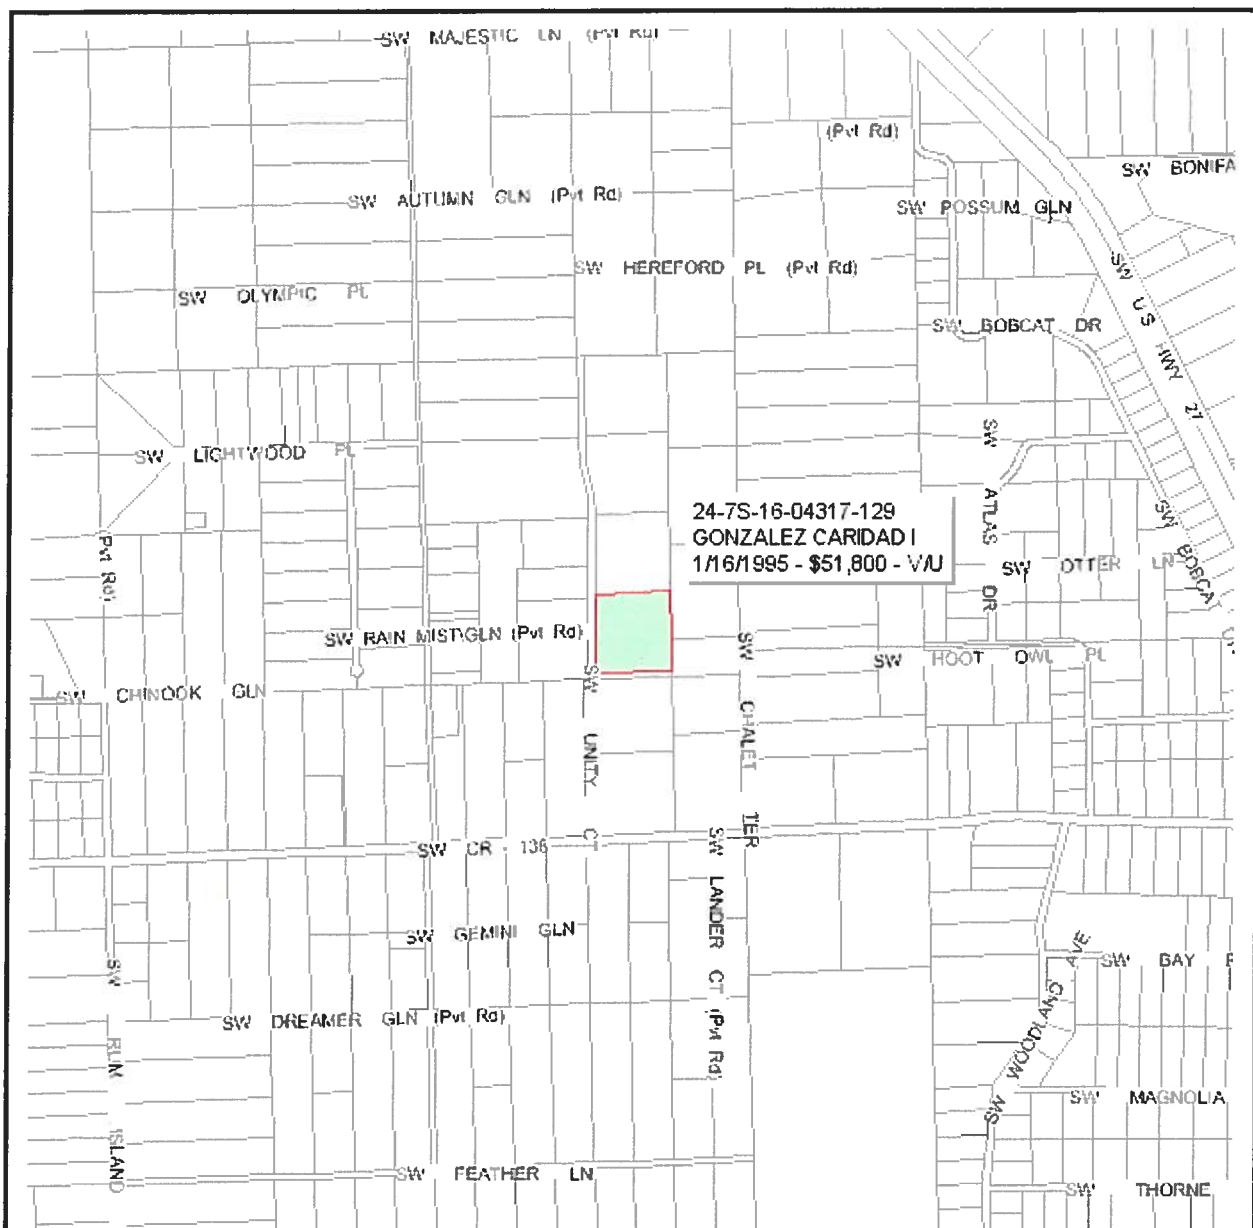 SW MAJESTIC LN (Pvt Rd)
(Pvt Rd)
SW BONIFA
SW AUTUMN GLN (Pvt Rd)
SW POSSUM GLN
SW HEREFORD PL (Pvt Rd)
SW US HWY 27
SW OLYMPIC PL
SW BOBCAT DR
SW LIGHTWOOD PL
SW ATLAS DR
24-7S-16-04317-129
GONZALEZ CARIDAD I
1/16/1995 - $51,800 - V/U
SW BOBCAT
(Pvt Rd)
SW OTTER LN
SW RAIN MIST GLN (Pvt Rd)
SW HOOT OWL PL
SW CHINOOK GLN
SW UNITY CT
SW CHALET TER
SW CR 138
SW LANDER CT (Pvt Rd)
SW GEMINI GLN
SW WOODLAND AVE
SW BAY
SW DREAMER GLN (Pvt Rd)
SW RUM ISLAND
SW MAGNOLIA
SW FEATHER LN
SW THORNE